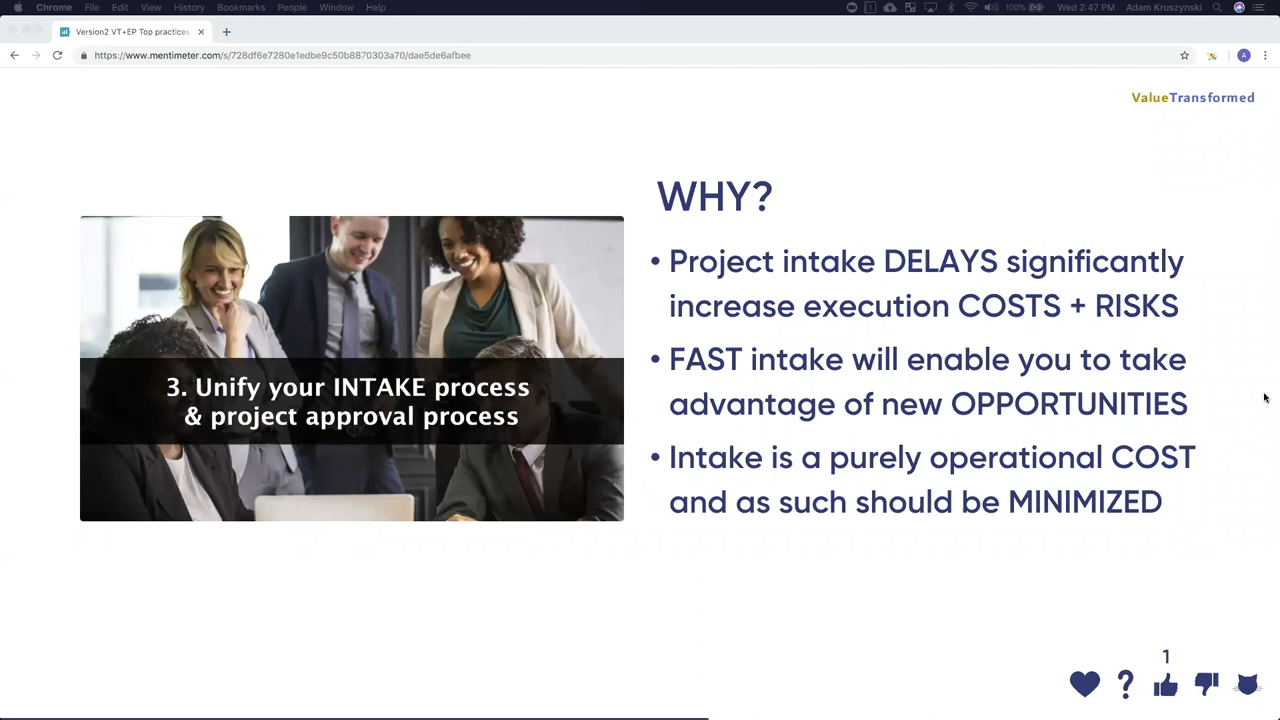 Chrome File Edit View History Bookmarks People Window Help 100% Wed 2:47 PM Adam Kruszynski
Version2 VT+EP Top practices
https://www.mentimeter.com/s/728df6e7280e1edbe9c50b8870303a70/dae5de6afbee
A
ValueTransformed
WHY?
• Project intake DELAYS significantly
increase execution COSTS + RISKS
• FAST intake will enable you to take
advantage of new OPPORTUNITIES
• Intake is a purely operational COST
and as such should be MINIMIZED
3. Unify your INTAKE process
& project approval process
1